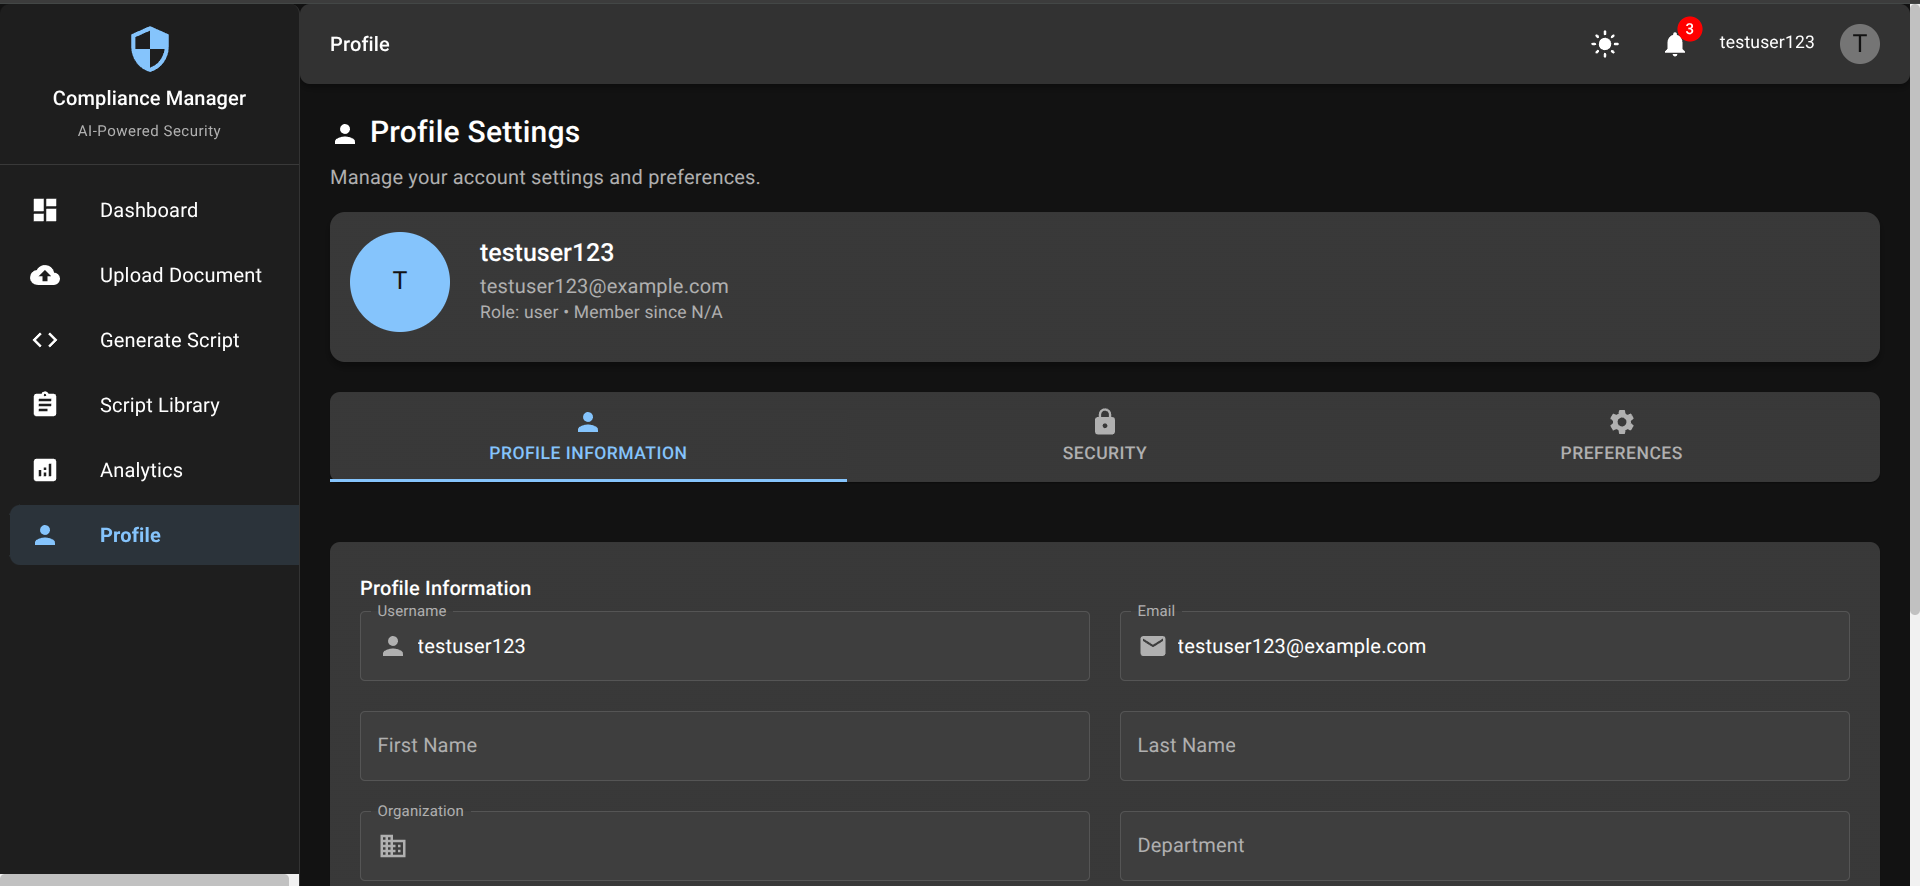 Compliance Manager
AI-Powered Security
Dashboard
Upload Document
Generate Script
Script Library
Analytics
Profile
Profile
3
testuser123
T
Profile Settings
Manage your account settings and preferences.
T
testuser123
testuser123@example.com
Role: user • Member since N/A
PROFILE INFORMATION
SECURITY
PREFERENCES
Profile Information
Username
testuser123
Email
testuser123@example.com
First Name
Last Name
Organization
Department